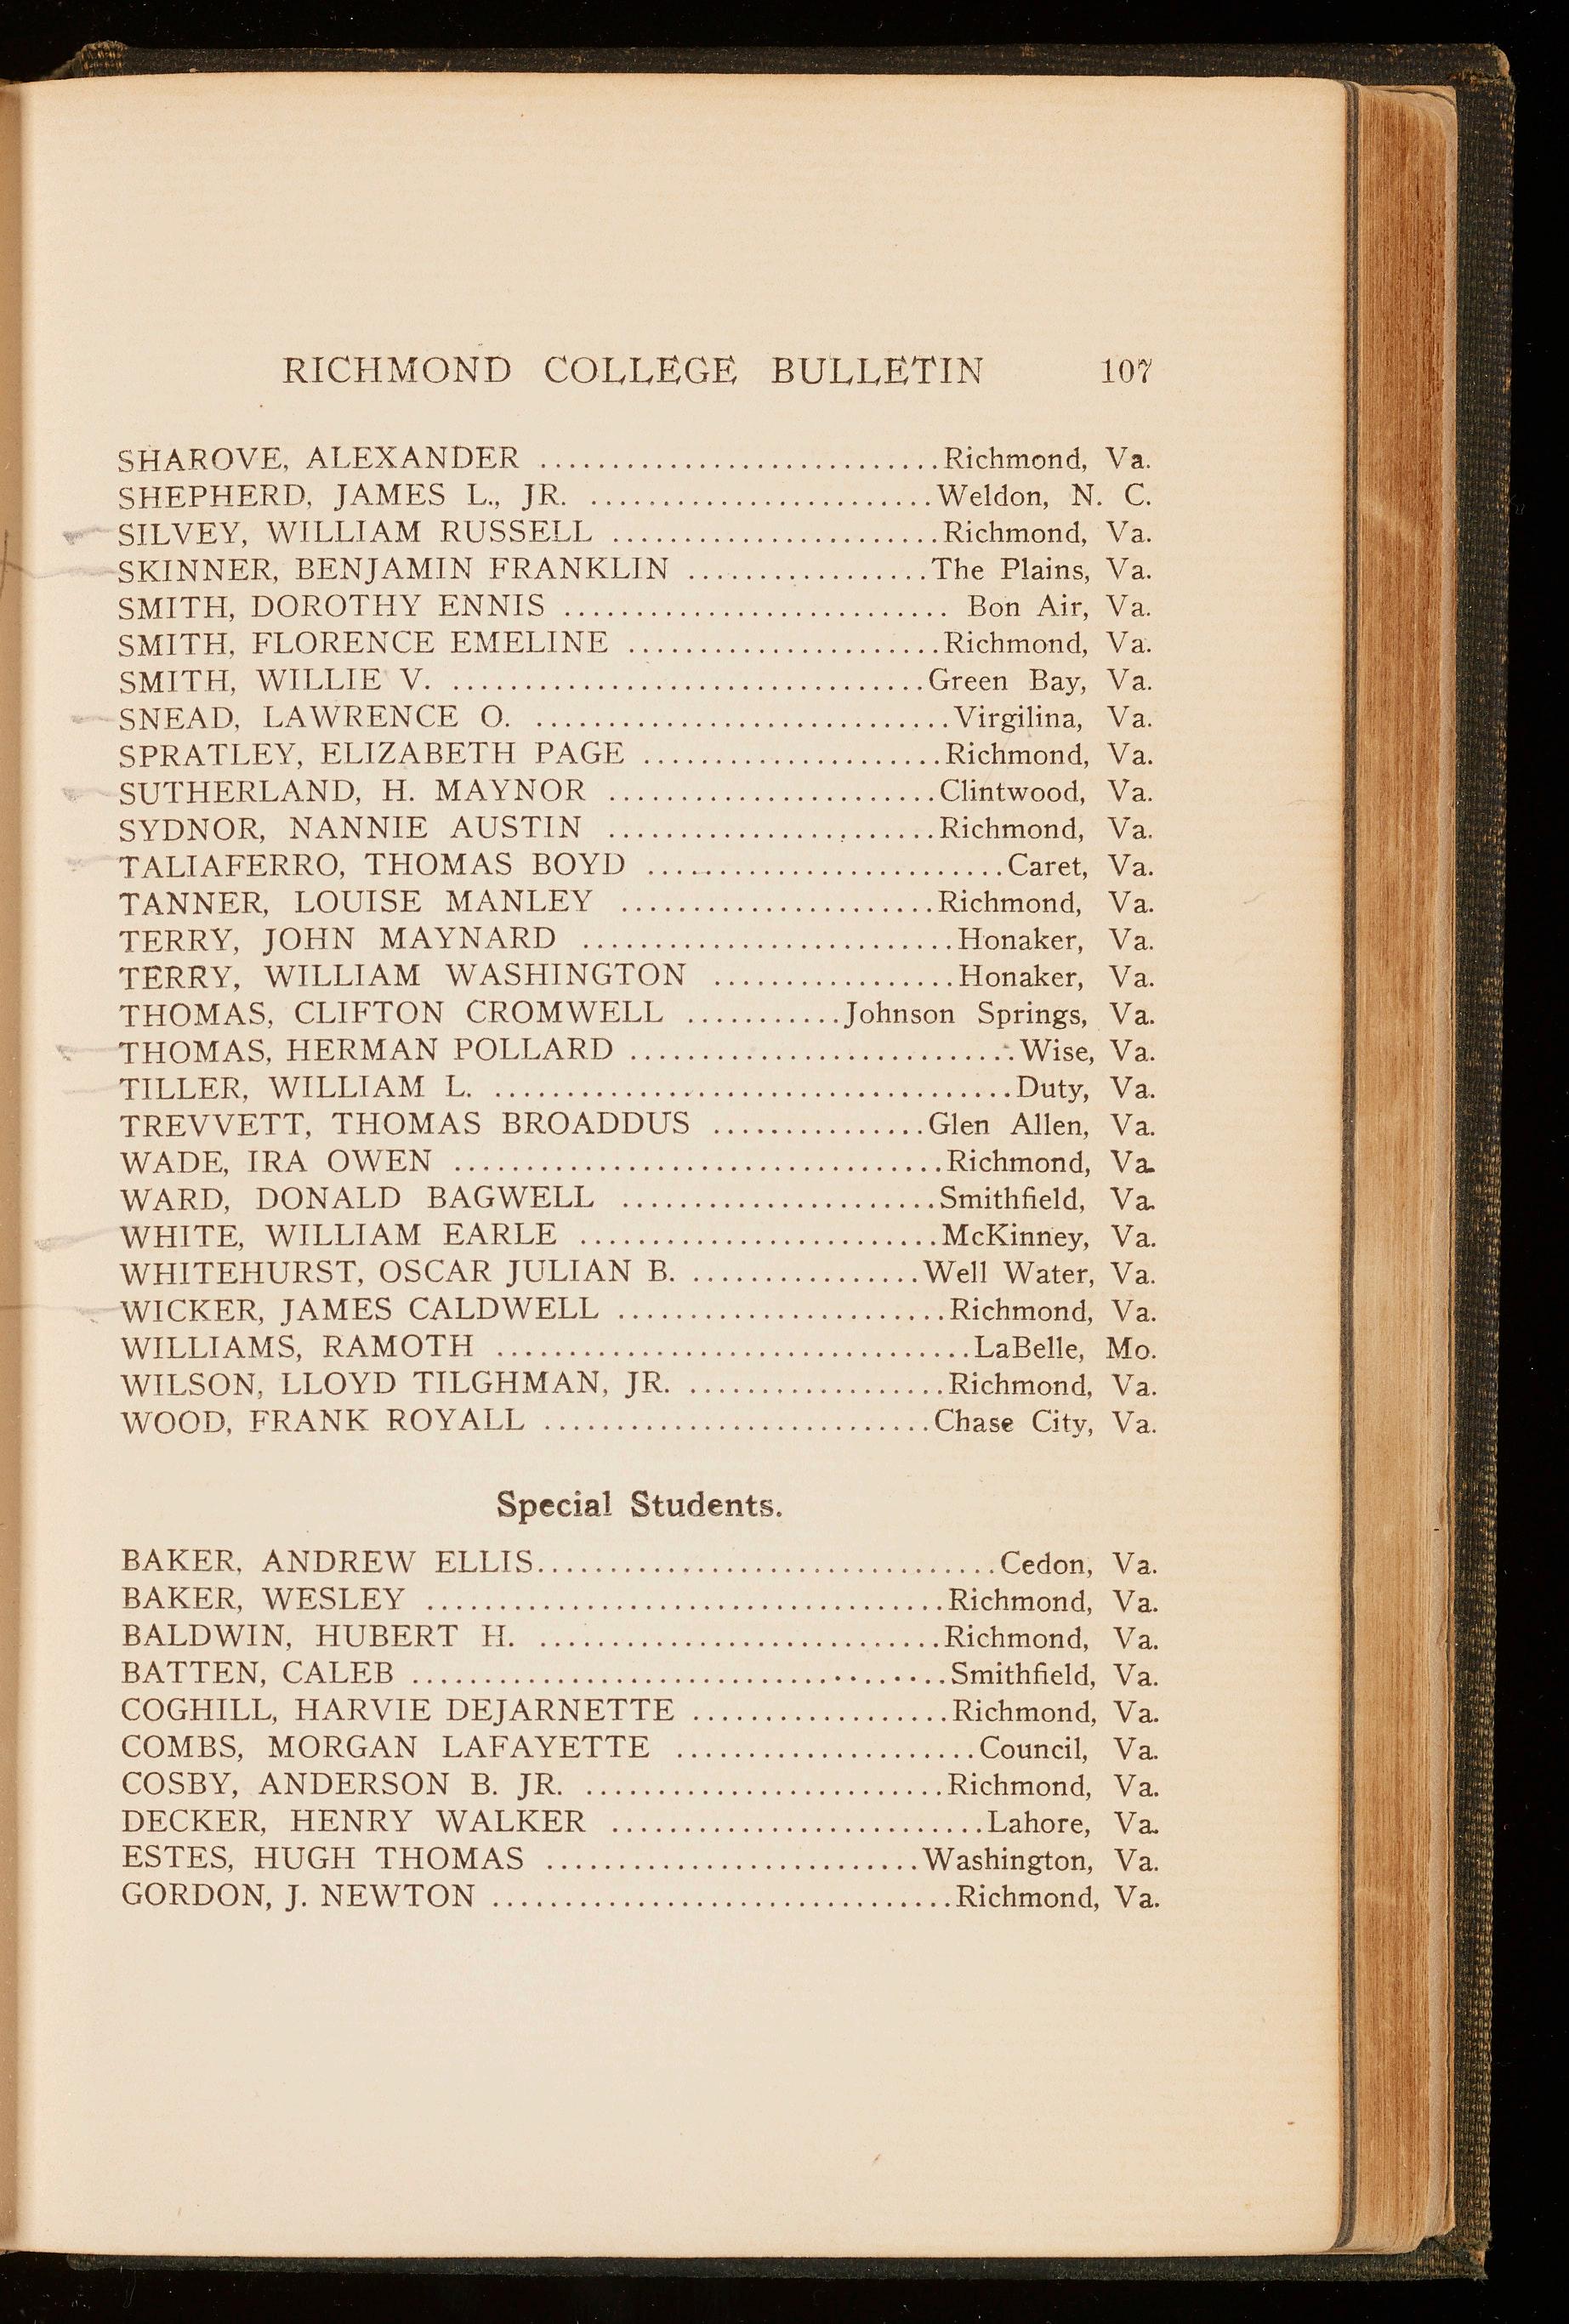 RICHMOND COLLEGE BULLETIN 107
SHAROVE, ALEXANDER ............................Richmond, Va.
SHEPHERD, JAMES L., JR. ........................Weldon, N. C.
SILVEY, WILLIAM RUSSELL .......................Richmond, Va.
SKINNER, BENJAMIN FRANKLIN .................The Plains, Va.
SMITH, DOROTHY ENNIS ........................... Bon Air, Va.
SMITH, FLORENCE EMELINE ......................Richmond, Va.
SMITH, WILLIE V. .................................Green Bay, Va.
SNEAD, LAWRENCE O. .............................Virgilina, Va.
SPRATLEY, ELIZABETH PAGE .....................Richmond, Va.
SUTHERLAND, H. MAYNOR .......................Clintwood, Va.
SYDNOR, NANNIE AUSTIN .......................Richmond, Va.
TALIAFERRO, THOMAS BOYD .........................Caret, Va.
TANNER, LOUISE MANLEY ......................Richmond, Va.
TERRY, JOHN MAYNARD ..........................Honaker, Va.
TERRY, WILLIAM WASHINGTON .................Honaker, Va.
THOMAS, CLIFTON CROMWELL ...........Johnson Springs, Va.
THOMAS, HERMAN POLLARD ...........................Wise, Va.
TILLER, WILLIAM L. ....................................Duty, Va.
TREVVETT, THOMAS BROADDUS ...............Glen Allen, Va.
WADE, IRA OWEN ..................................Richmond, Va.
WARD, DONALD BAGWELL ......................Smithfield, Va.
WHITE, WILLIAM EARLE .........................McKinney, Va.
WHITEHURST, OSCAR JULIAN B. ................Well Water, Va.
WICKER, JAMES CALDWELL .......................Richmond, Va.
WILLIAMS, RAMOTH .................................LaBelle, Mo.
WILSON, LLOYD TILGHMAN, JR. ..................Richmond, Va.
WOOD, FRANK ROYALL ...........................Chase City, Va.
Special Students.
BAKER, ANDREW ELLIS................................Cedon, Va.
BAKER, WESLEY ....................................Richmond, Va.
BALDWIN, HUBERT H. ............................Richmond, Va.
BATTEN, CALEB .....................................Smithfield, Va.
COGHILL, HARVIE DEJARNETTE ..................Richmond, Va.
COMBS, MORGAN LAFAYETTE .....................Council, Va.
COSBY, ANDERSON B. JR. .........................Richmond, Va.
DECKER, HENRY WALKER ..........................Lahore, Va.
ESTES, HUGH THOMAS ..........................Washington, Va.
GORDON, J. NEWTON ................................Richmond, Va.